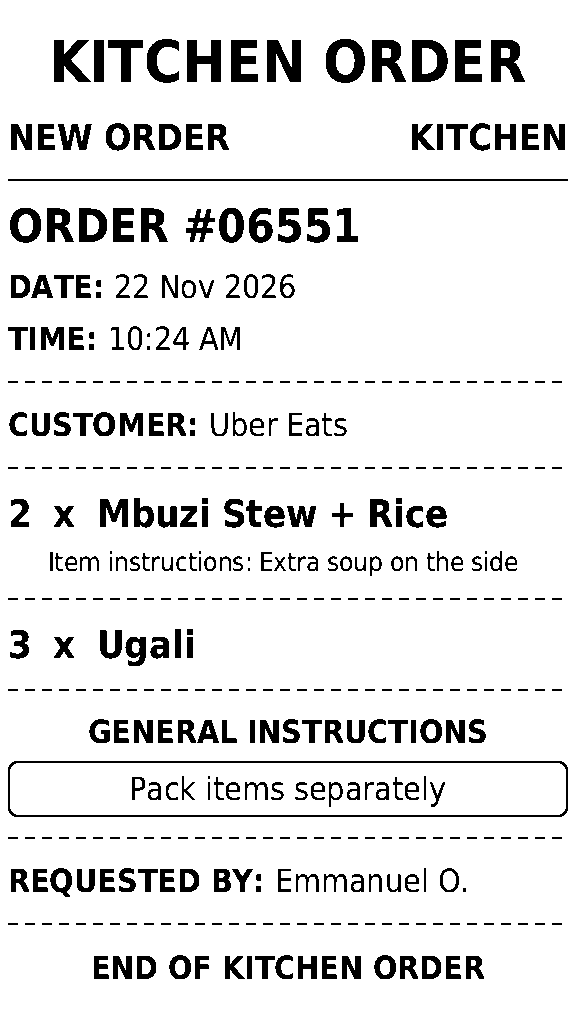 KITCHEN ORDER
NEW ORDER KITCHEN
ORDER #06551
DATE: 22 Nov 2026
TIME: 10:24 AM
CUSTOMER: Uber Eats
2 x Mbuzi Stew + Rice
Item instructions: Extra soup on the side
3 x Ugali
GENERAL INSTRUCTIONS
Pack items separately
REQUESTED BY: Emmanuel O.
END OF KITCHEN ORDER